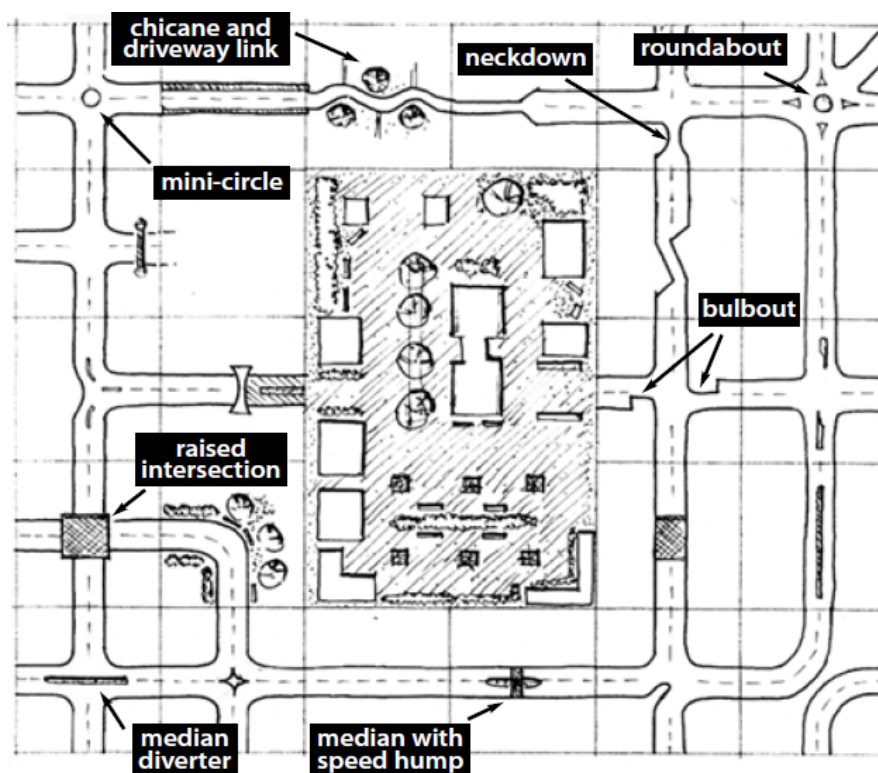 chicane and
driveway link
neckdown
roundabout
mini-circle
bulbout
raised
intersection
median
diverter
median with
speed hump